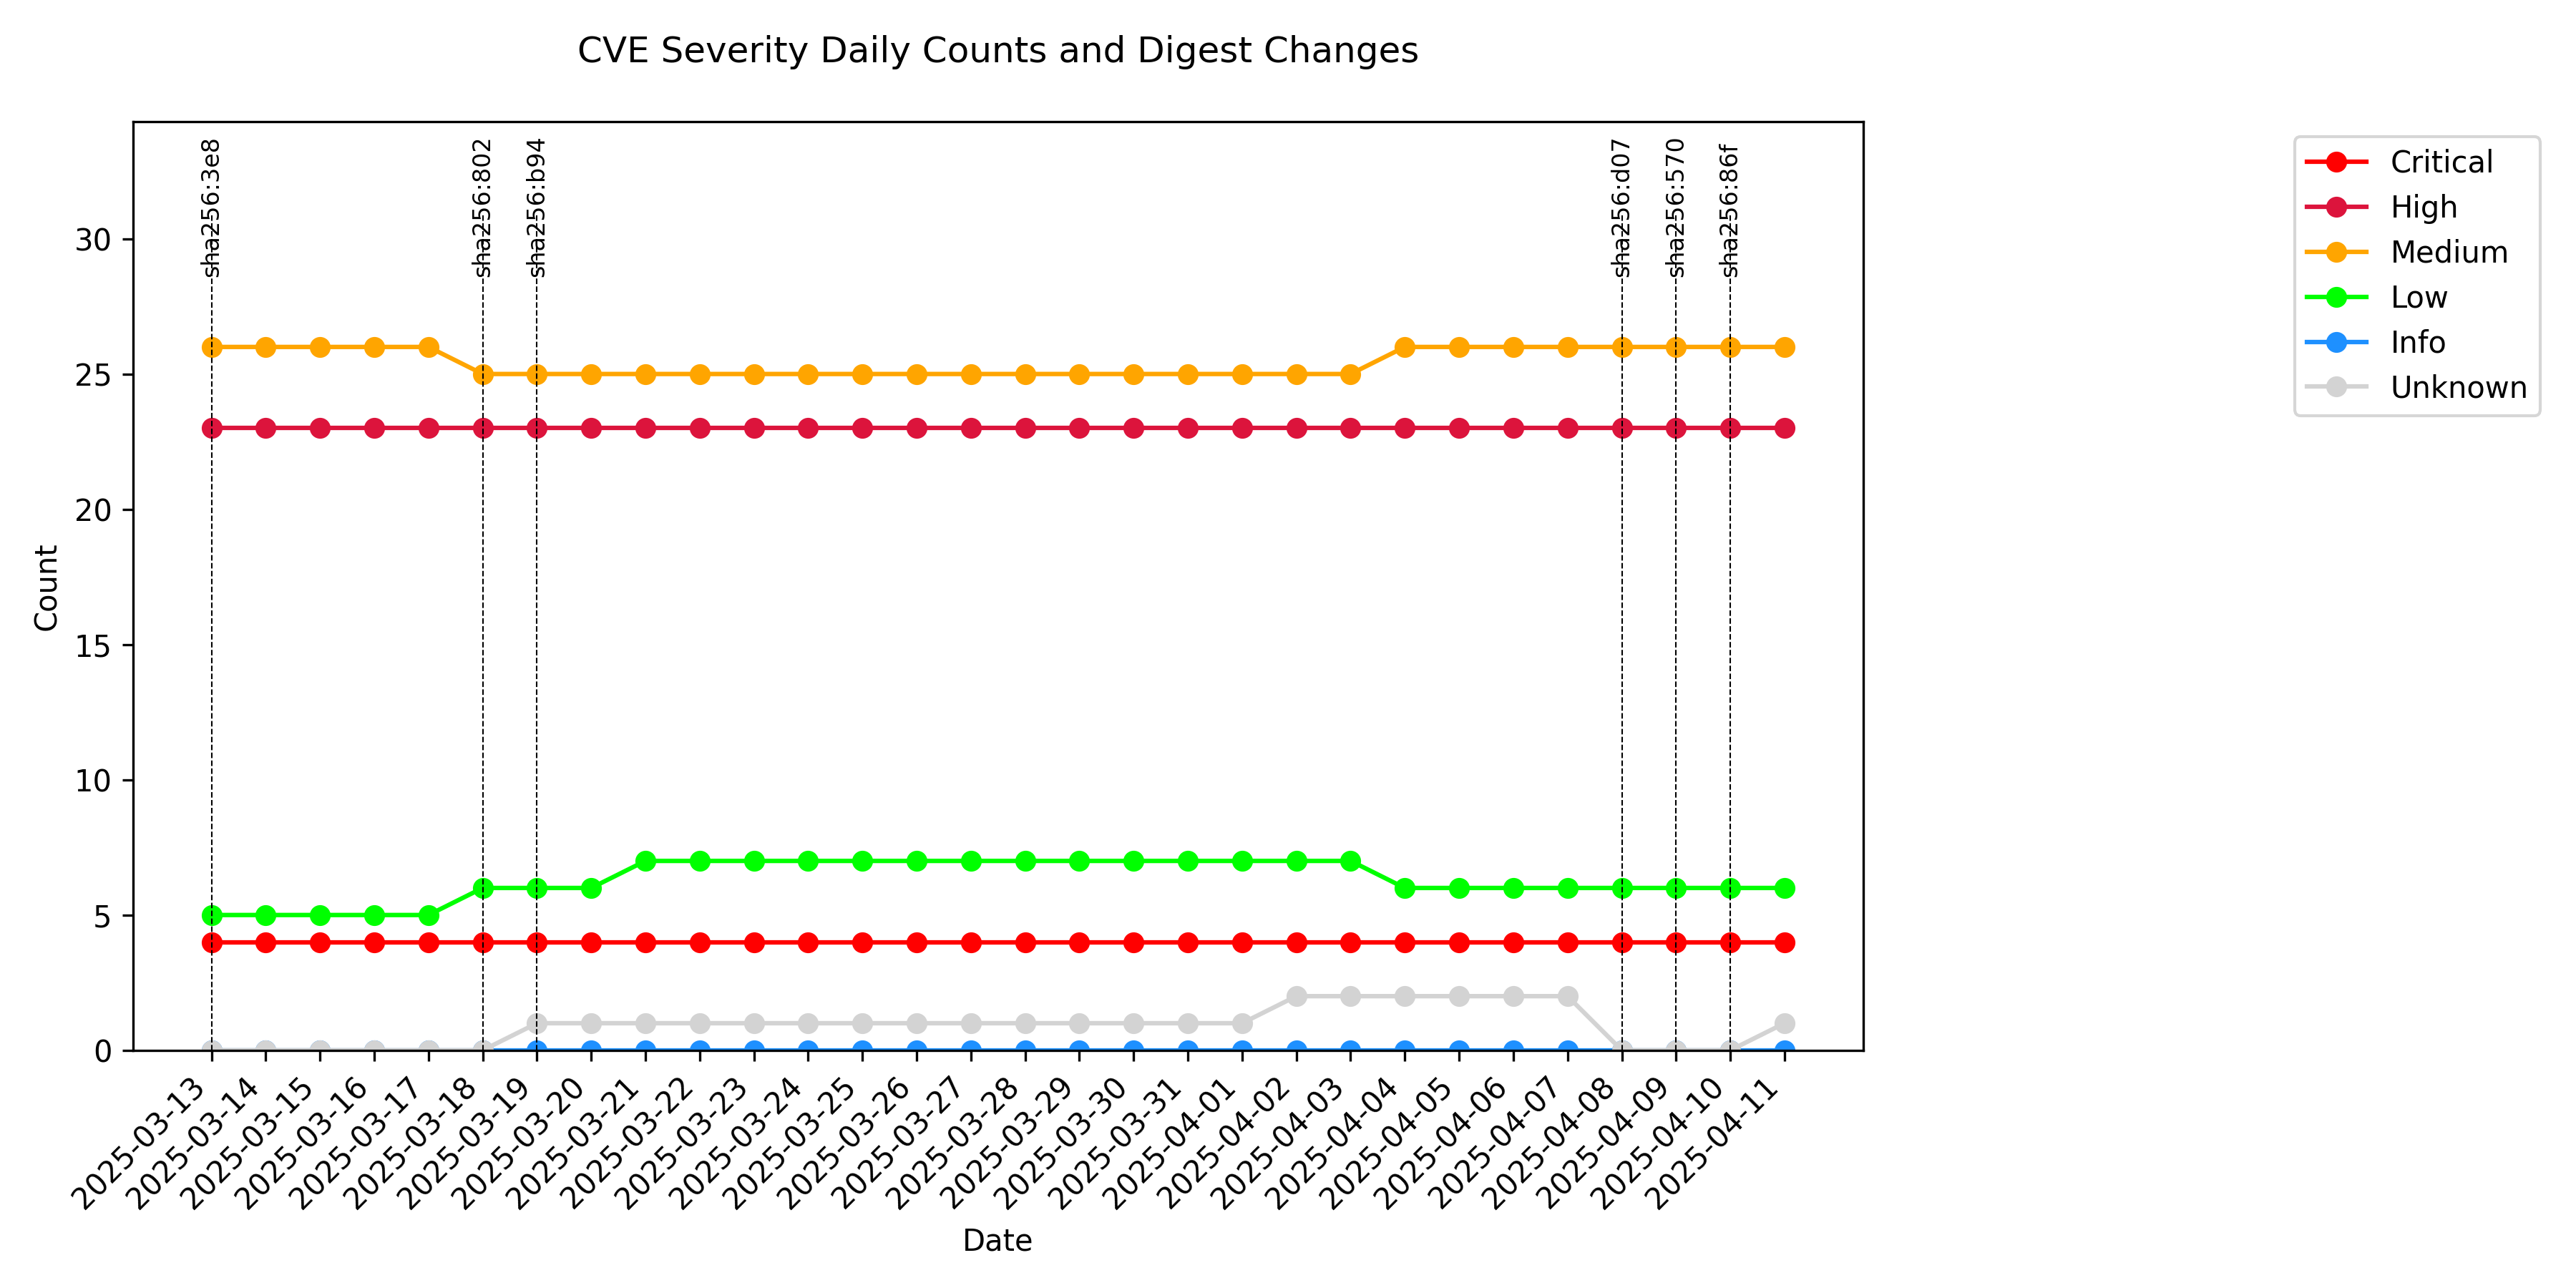 CVE Severity Daily Counts and Digest Changes
sha256:3e8
sha256:802
sha256:b94
sha256:d07
sha256:570
sha256:86f
Critical
High
Medium
Low
Info
Unknown
30
25
20
15
10
5
0
Count
2025-03-13
2025-03-14
2025-03-15
2025-03-16
2025-03-17
2025-03-18
2025-03-19
2025-03-20
2025-03-21
2025-03-22
2025-03-23
2025-03-24
2025-03-25
2025-03-26
2025-03-27
2025-03-28
2025-03-29
2025-03-30
2025-03-31
2025-04-01
2025-04-02
2025-04-03
2025-04-04
2025-04-05
2025-04-06
2025-04-07
2025-04-08
2025-04-09
2025-04-10
2025-04-11
Date